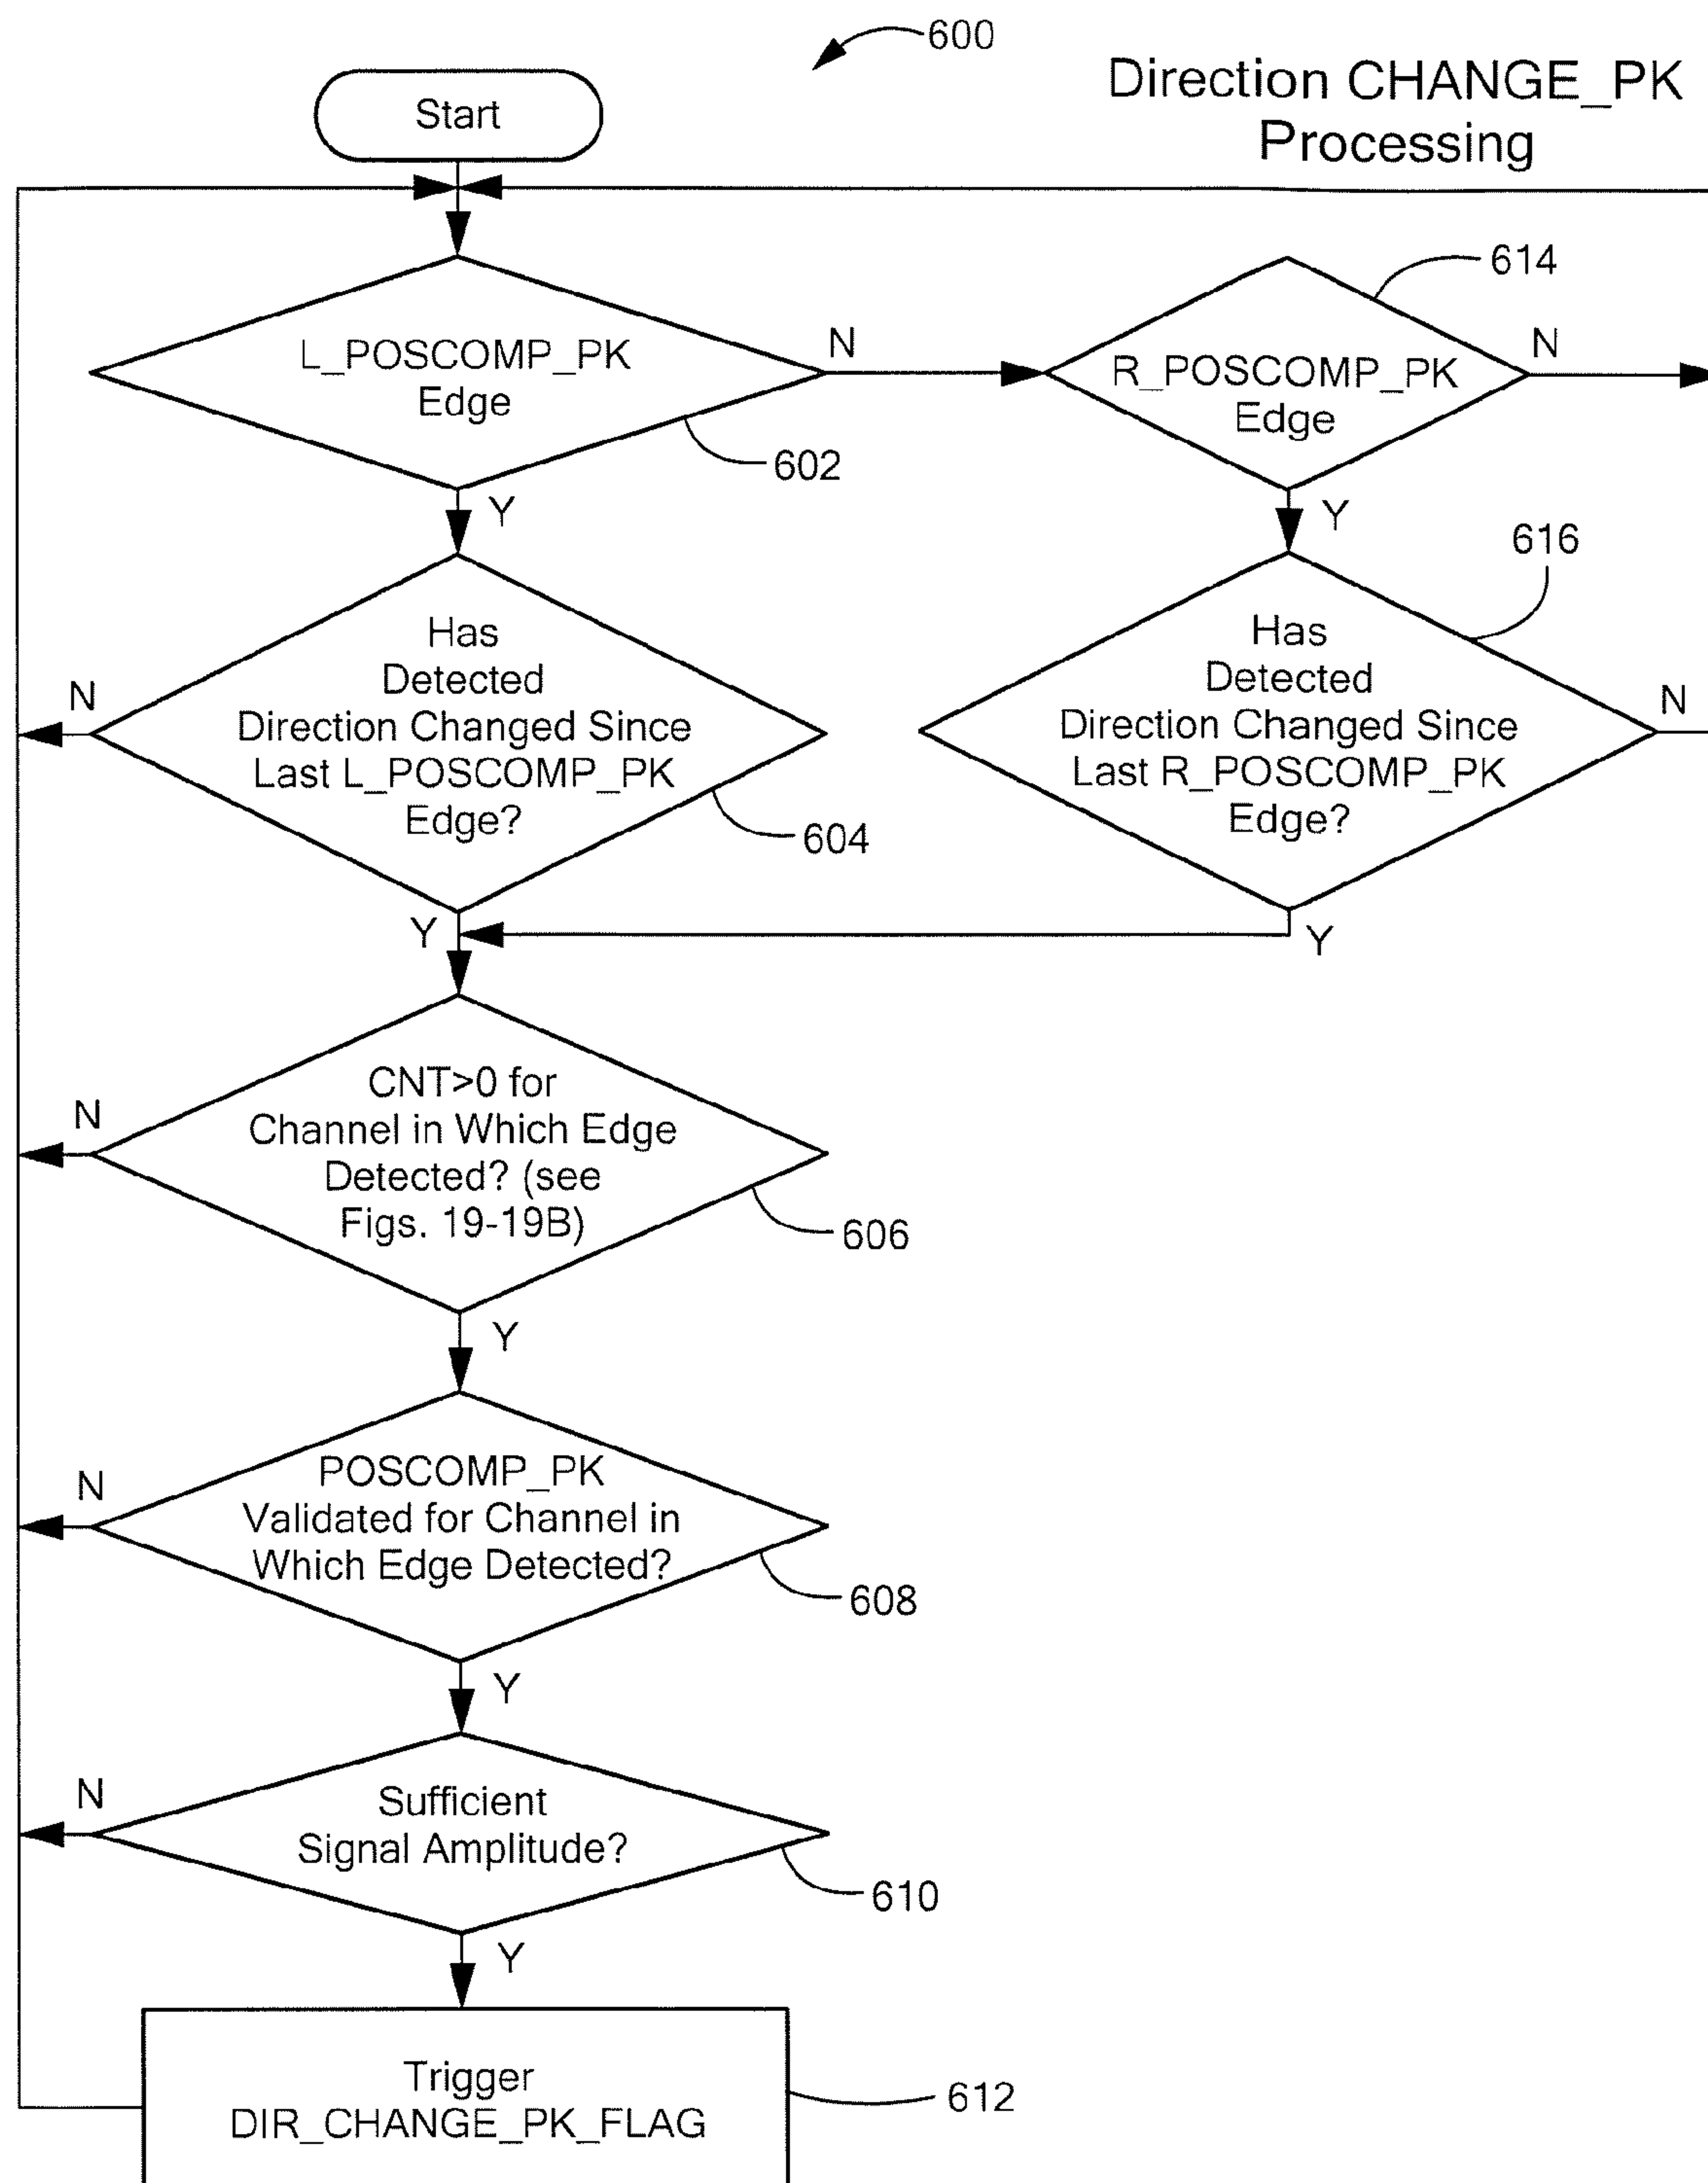 600
Direction CHANGE_PK
Processing
Start
L_POSCOMP_PK
Edge
N
602
Y
614
R_POSCOMP_PK
Edge
N
Y
Has
Detected
Direction Changed Since
Last L_POSCOMP_PK
Edge?
N
604
Y
616
Has
Detected
Direction Changed Since
Last R_POSCOMP_PK
Edge?
N
Y
CNT>0 for
Channel in Which Edge
Detected? (see
Figs. 19-19B)
N
606
Y
POSCOMP_PK
Validated for Channel in
Which Edge Detected?
N
608
Y
Sufficient
Signal Amplitude?
N
610
Y
Trigger
DIR_CHANGE_PK_FLAG
612